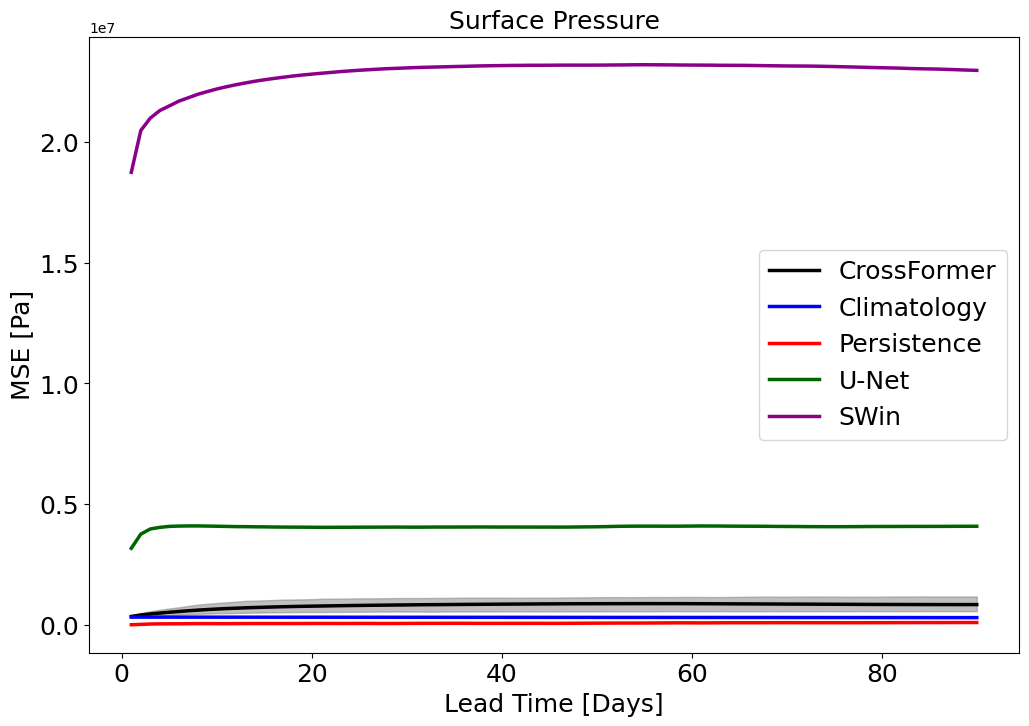 Surface Pressure
1e7
2.0
1.5
1.0
0.5
0.0
MSE [Pa]
0 20 40 60 80
Lead Time [Days]
CrossFormer
Climatology
Persistence
U-Net
SWin